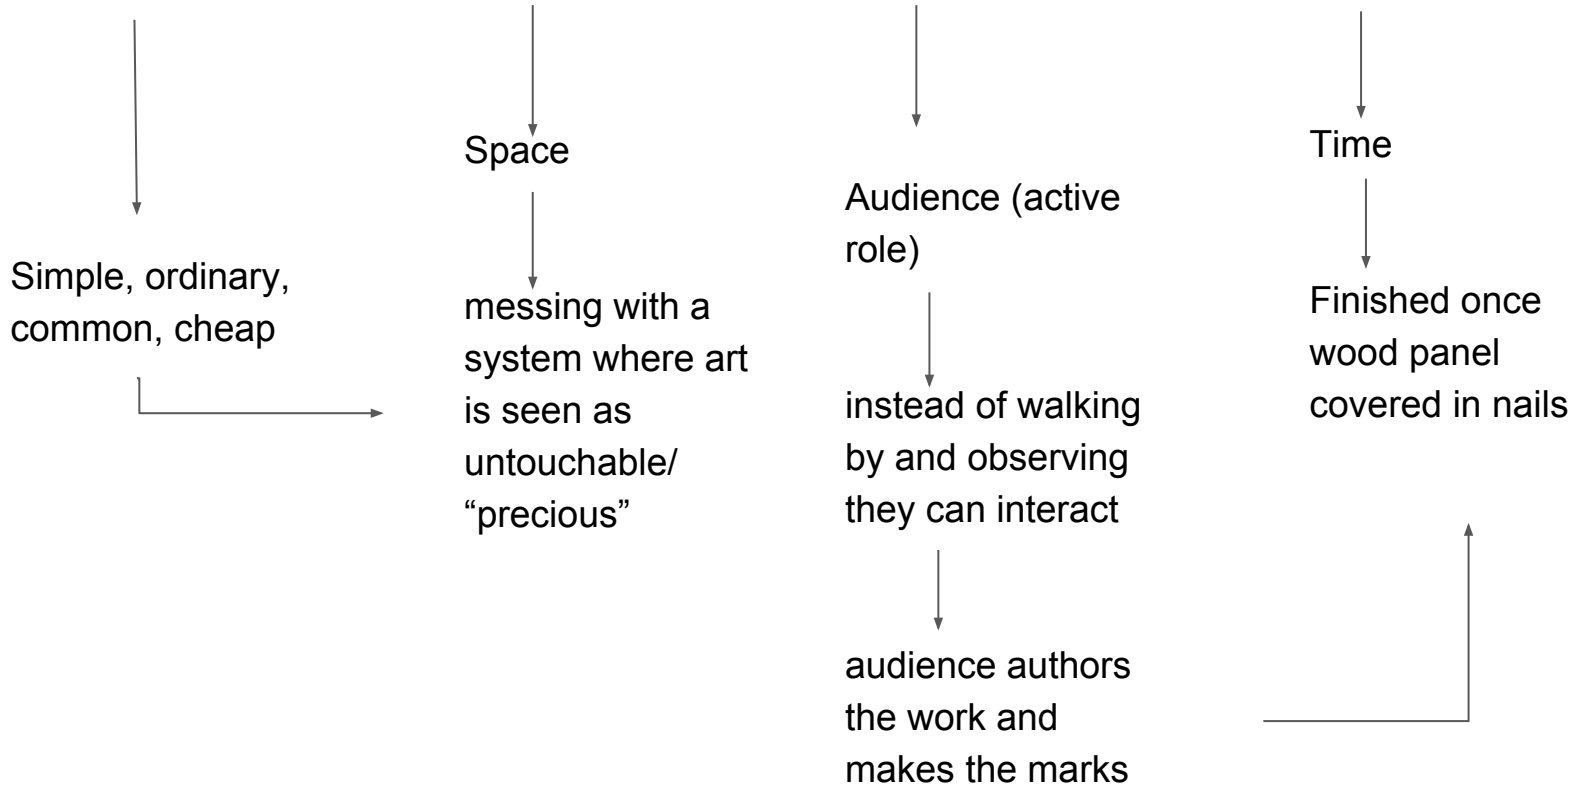 Simple, ordinary,
common, cheap
Space
messing with a
system where art
is seen as
untouchable/
“precious”
Audience (active
role)
instead of walking
by and observing
they can interact
audience authors
the work and
makes the marks
Time
Finished once
wood panel
covered in nails